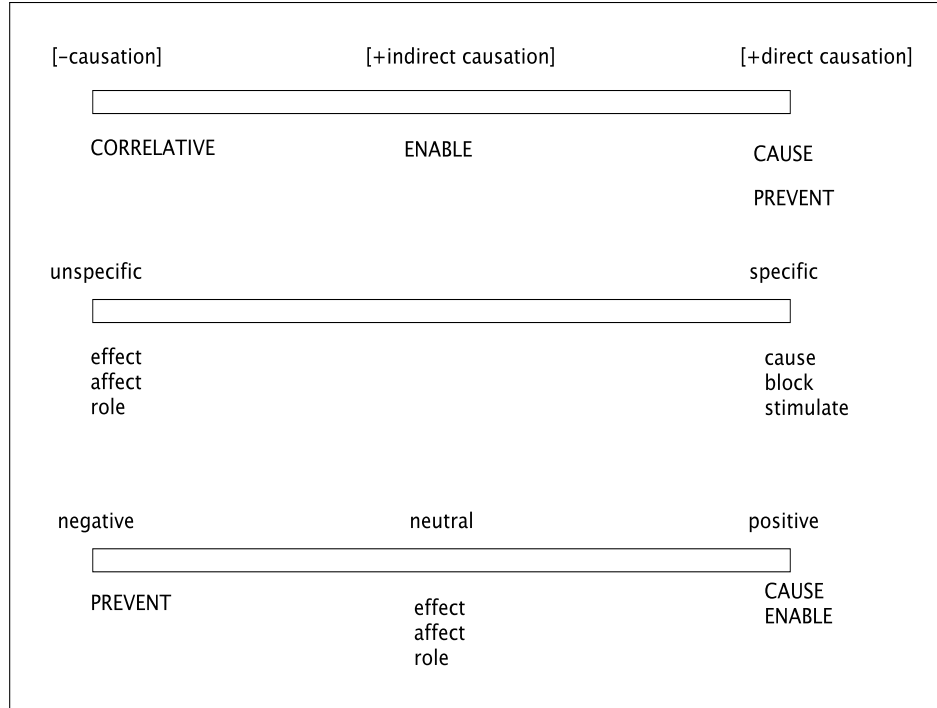 [-causation] [+indirect causation] [+direct causation]
CORRELATIVE ENABLE CAUSE
PREVENT
unspecific specific
effect cause
affect block
role stimulate
negative neutral positive
PREVENT effect CAUSE
affect ENABLE
role